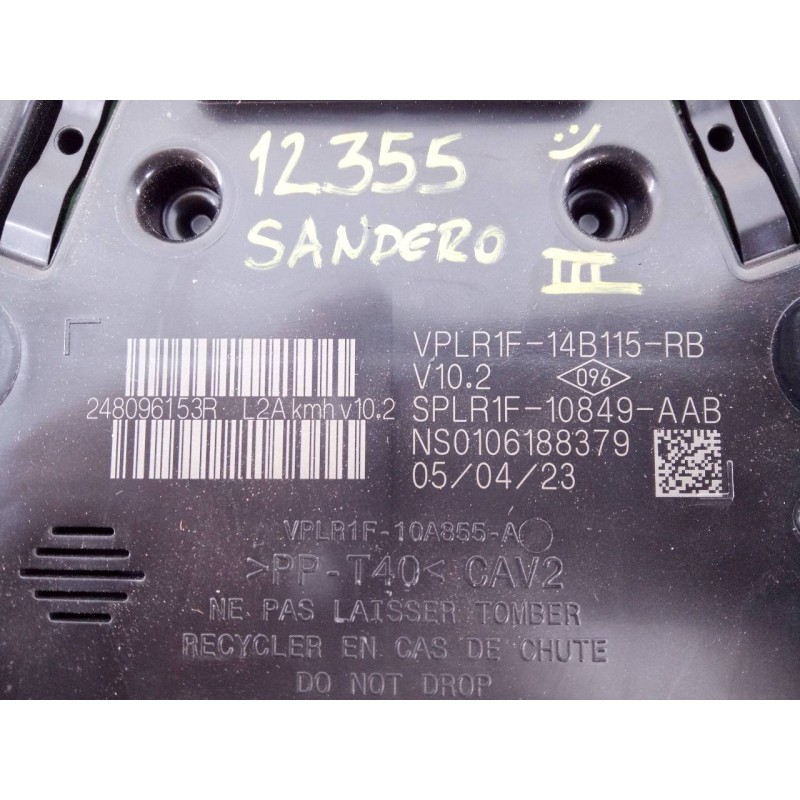 12355
SANDERO III
VPLR1F-14B115-RB
V10.2 096
248096153R L2A kmh v10.2
SPLR1F-10849-AAB
NS0106188379
05/04/23
VPLR1F-10A855-A
>PP-T40< CAV2
NE PAS LAISSER TOMBER
RECYCLER EN CAS DE CHUTE
DO NOT DROP